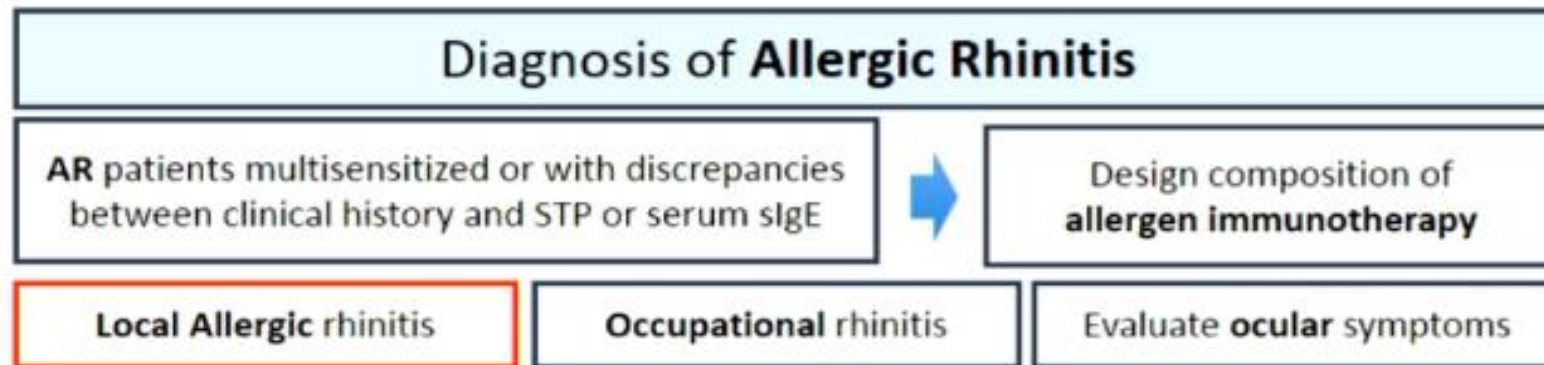 Diagnosis of Allergic Rhinitis
AR patients multisensitized or with discrepancies
between clinical history and STP or serum sIgE
Design composition of
allergen immunotherapy
Local Allergic rhinitis
Occupational rhinitis
Evaluate ocular symptoms